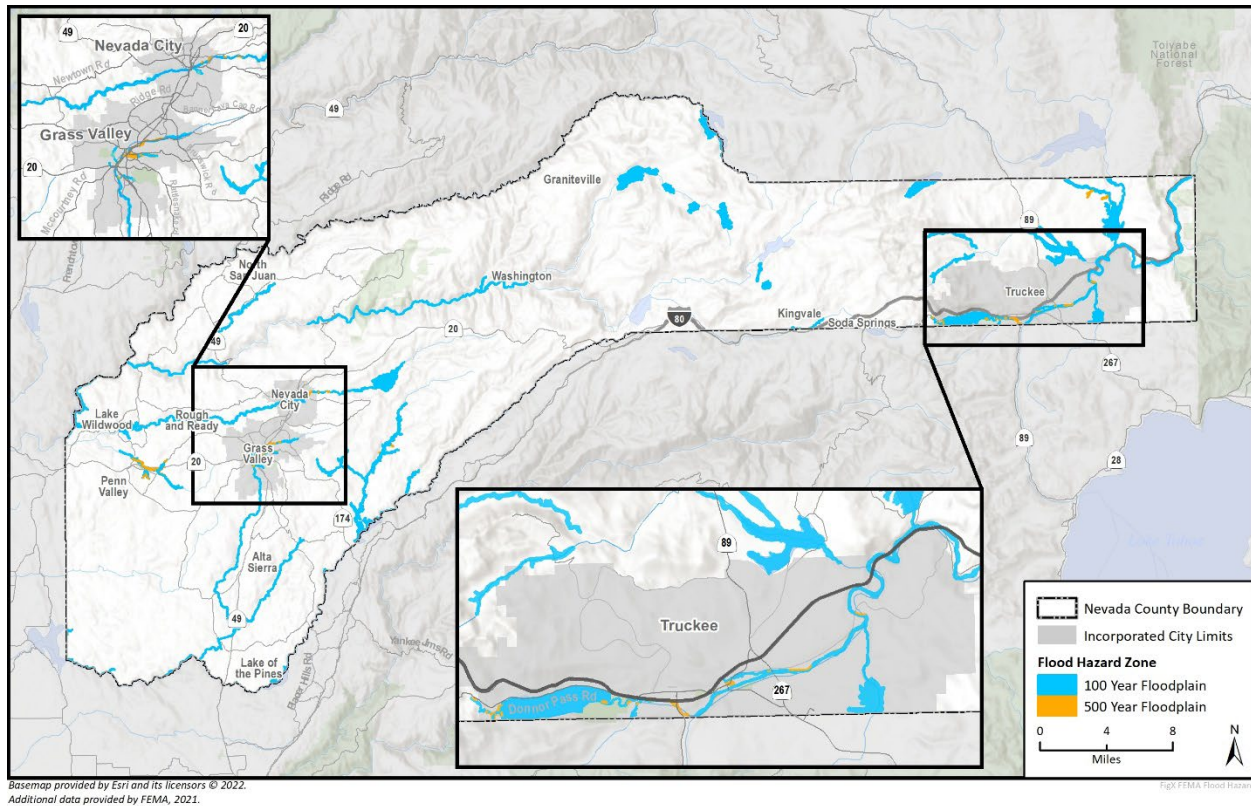 49
20
Nevada City
Newtown Rd
Ridge Rd
Grass Valley
20
McCourtney Rd
49
Ridge Rd
Toiyabe
National
Forest
Graniteville
89
North
San Juan
Washington
Truckee
Kingvale
Soda Springs
80
20
49
267
Nevada
City
Lake
Wildwood
Rough
and Ready
Grass
Valley
20
Penn
Valley
89
28
174
Alta
Sierra
49
Lake of
the Pines
Lake Tahoe
89
Truckee
267
Donnor Pass Rd
Nevada County Boundary
Incorporated City Limits
Flood Hazard Zone
100 Year Floodplain
500 Year Floodplain
0 4 8
Miles
N
Basemap provided by Esri and its licensors © 2022.
Additional data provided by FEMA, 2021.
FigX FEMA Flood Hazar